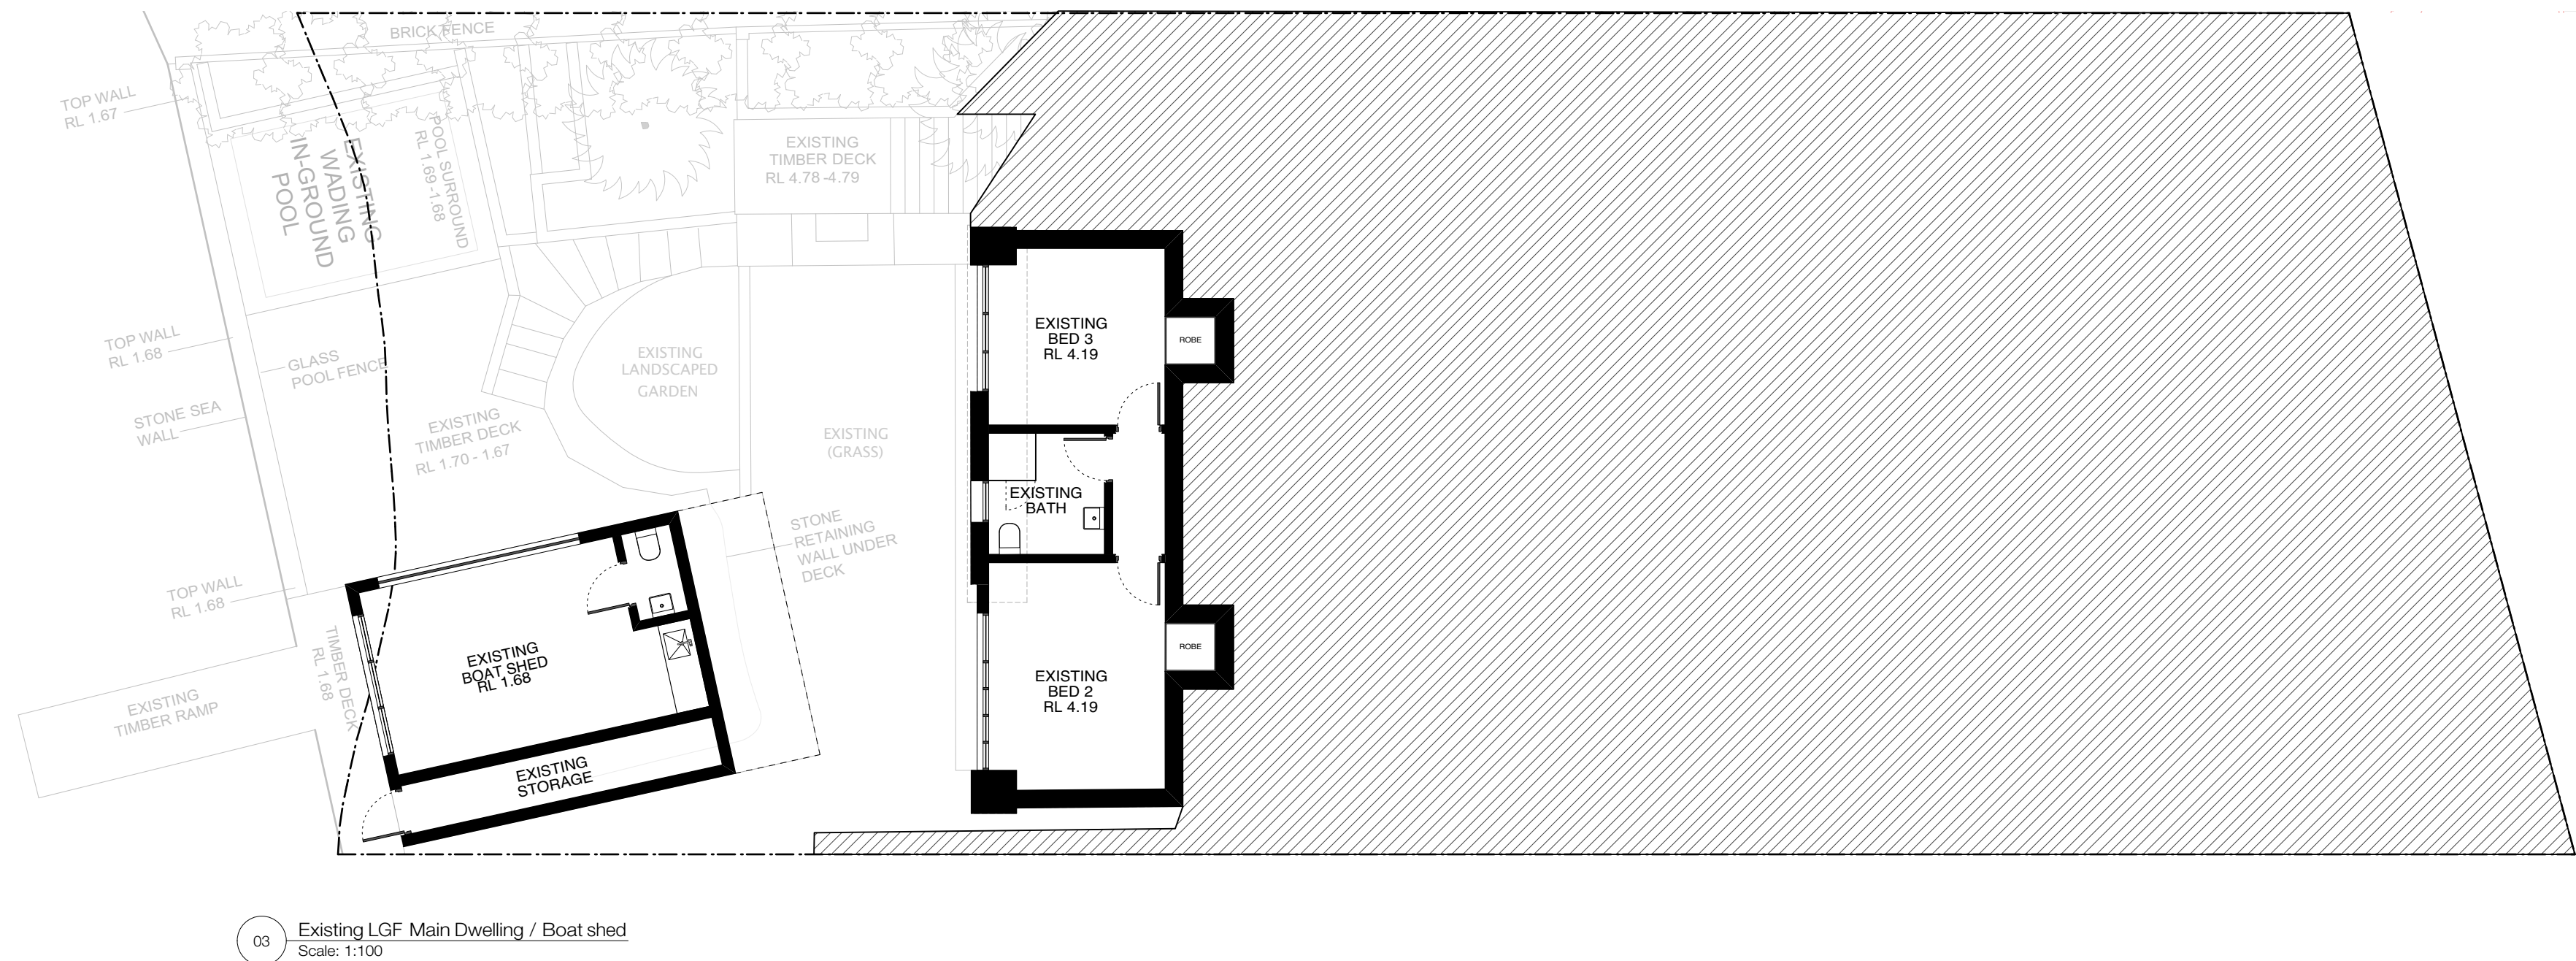 BRICK FENCE
TOP WALL
RL 1.67
EXISTING
WADING
IN-GROUND
POOL
POOL SURROUND
RL 1.69-1.68
EXISTING
TIMBER DECK
RL 4.78 -4.79
TOP WALL
RL 1.68
GLASS
POOL FENCE
STONE SEA
WALL
EXISTING
TIMBER DECK
RL 1.70 - 1.67
EXISTING
LANDSCAPED
GARDEN
EXISTING
(GRASS)
EXISTING
BED 3
RL 4.19
ROBE
EXISTING
BATH
STONE
RETAINING
WALL UNDER
DECK
TOP WALL
RL 1.68
TIMBER DECK
RL 1.68
EXISTING
BOAT SHED
RL 1.68
EXISTING
TIMBER RAMP
EXISTING
STORAGE
EXISTING
BED 2
RL 4.19
ROBE
03
Existing LGF Main Dwelling / Boat shed
Scale: 1:100